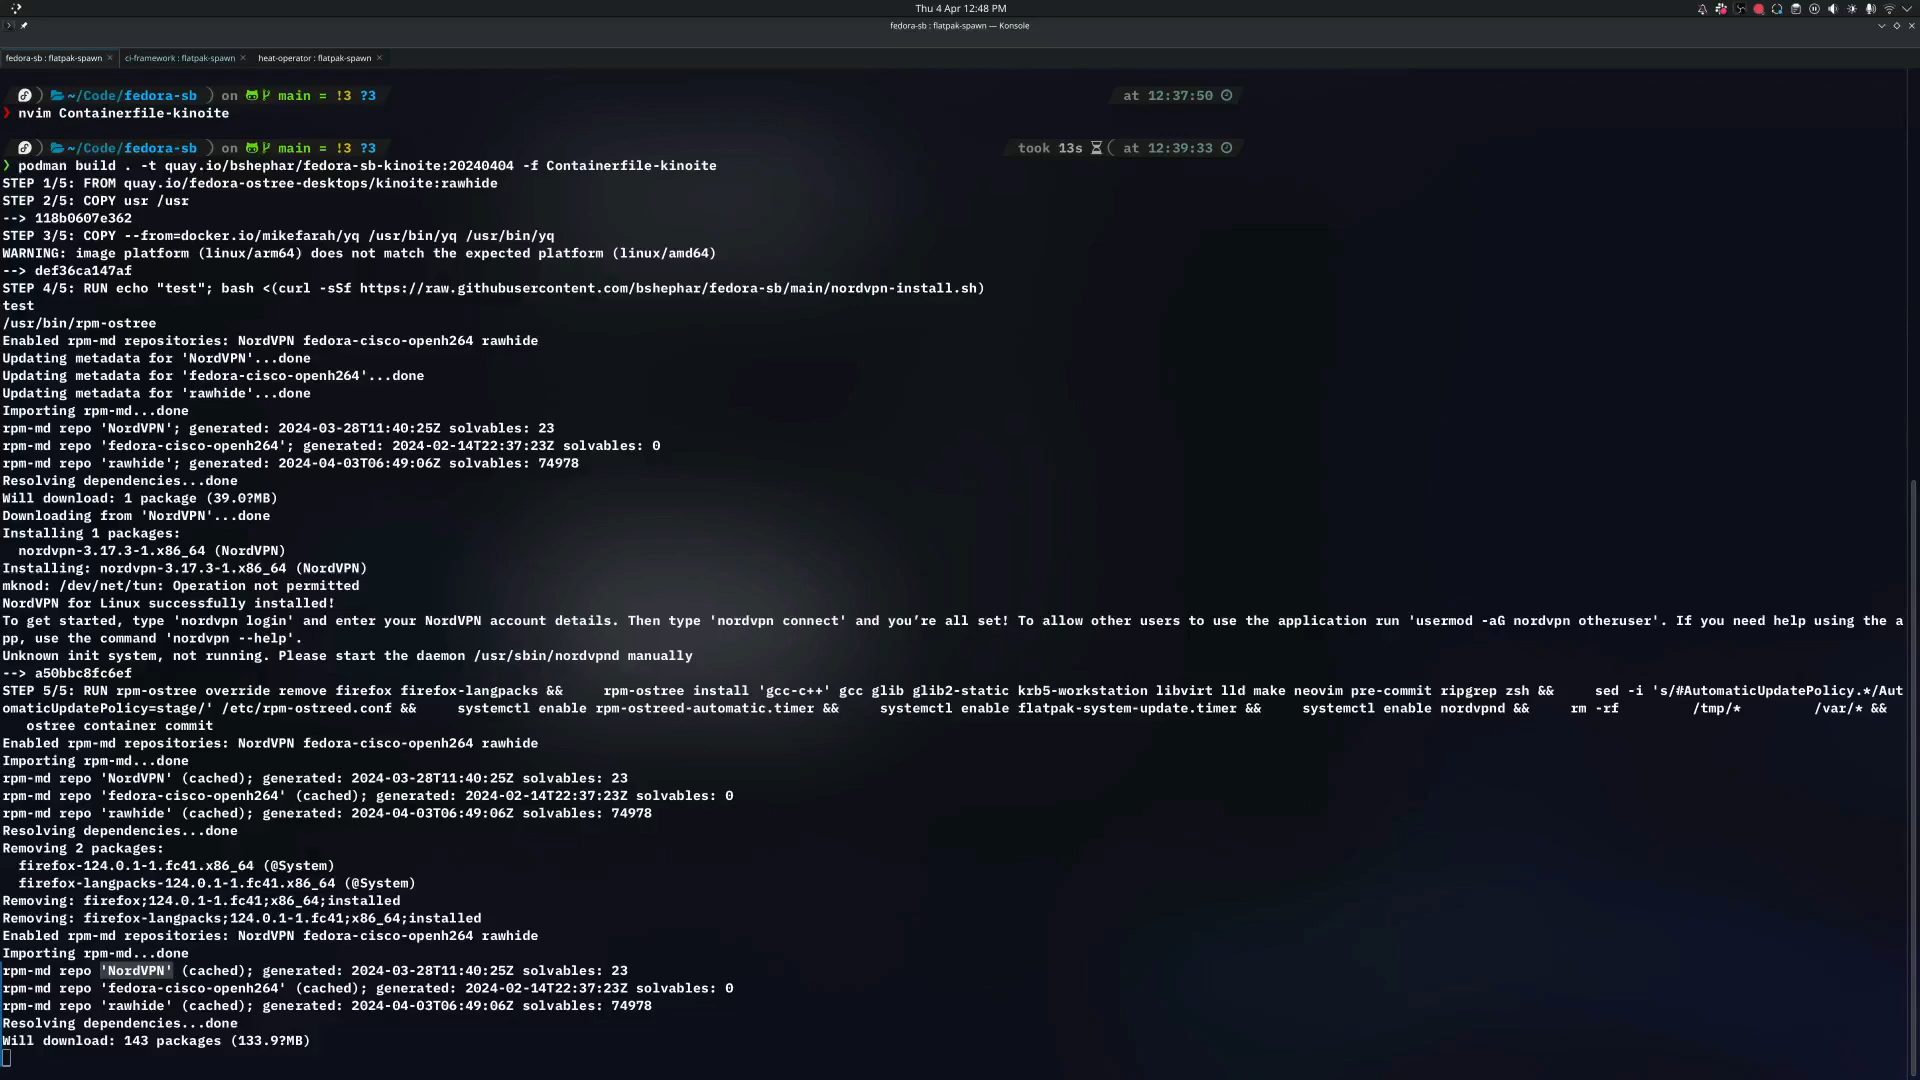 Thu 4 Apr 12:48 PM
fedora-sb : flatpak-spawn — Konsole
fedora-sb : flatpak-spawn × ci-framework : flatpak-spawn × heat-operator : flatpak-spawn ×
~/Code/fedora-sb ) on main = !3 ?3 at 12:37:50
❯ nvim Containerfile-kinoite
~/Code/fedora-sb ) on main = !3 ?3 took 13s ( at 12:39:33
❯ podman build . -t quay.io/bshephar/fedora-sb-kinoite:20240404 -f Containerfile-kinoite
STEP 1/5: FROM quay.io/fedora-ostree-desktops/kinoite:rawhide
STEP 2/5: COPY usr /usr
--> 118b0607e362
STEP 3/5: COPY --from=docker.io/mikefarah/yq /usr/bin/yq /usr/bin/yq
WARNING: image platform (linux/arm64) does not match the expected platform (linux/amd64)
--> def36ca147af
STEP 4/5: RUN echo "test"; bash <(curl -sSf https://raw.githubusercontent.com/bshephar/fedora-sb/main/nordvpn-install.sh)
test
/usr/bin/rpm-ostree
Enabled rpm-md repositories: NordVPN fedora-cisco-openh264 rawhide
Updating metadata for 'NordVPN'...done
Updating metadata for 'fedora-cisco-openh264'...done
Updating metadata for 'rawhide'...done
Importing rpm-md...done
rpm-md repo 'NordVPN'; generated: 2024-03-28T11:40:25Z solvables: 23
rpm-md repo 'fedora-cisco-openh264'; generated: 2024-02-14T22:37:23Z solvables: 0
rpm-md repo 'rawhide'; generated: 2024-04-03T06:49:06Z solvables: 74978
Resolving dependencies...done
Will download: 1 package (39.0?MB)
Downloading from 'NordVPN'...done
Installing 1 packages:
  nordvpn-3.17.3-1.x86_64 (NordVPN)
Installing: nordvpn-3.17.3-1.x86_64 (NordVPN)
mknod: /dev/net/tun: Operation not permitted
NordVPN for Linux successfully installed!
To get started, type 'nordvpn login' and enter your NordVPN account details. Then type 'nordvpn connect' and you’re all set! To allow other users to use the application run 'usermod -aG nordvpn otheruser'. If you need help using the a
pp, use the command 'nordvpn --help'.
Unknown init system, not running. Please start the daemon /usr/sbin/nordvpnd manually
--> a50bbc8fc6ef
STEP 5/5: RUN rpm-ostree override remove firefox firefox-langpacks &&     rpm-ostree install 'gcc-c++' gcc glib glib2-static krb5-workstation libvirt lld make neovim pre-commit ripgrep zsh &&     sed -i 's/#AutomaticUpdatePolicy.*/Aut
omaticUpdatePolicy=stage/' /etc/rpm-ostreed.conf &&     systemctl enable rpm-ostreed-automatic.timer &&     systemctl enable flatpak-system-update.timer &&     systemctl enable nordvpnd &&     rm -rf         /tmp/*         /var/* &&
   ostree container commit
Enabled rpm-md repositories: NordVPN fedora-cisco-openh264 rawhide
Importing rpm-md...done
rpm-md repo 'NordVPN' (cached); generated: 2024-03-28T11:40:25Z solvables: 23
rpm-md repo 'fedora-cisco-openh264' (cached); generated: 2024-02-14T22:37:23Z solvables: 0
rpm-md repo 'rawhide' (cached); generated: 2024-04-03T06:49:06Z solvables: 74978
Resolving dependencies...done
Removing 2 packages:
  firefox-124.0.1-1.fc41.x86_64 (@System)
  firefox-langpacks-124.0.1-1.fc41.x86_64 (@System)
Removing: firefox;124.0.1-1.fc41;x86_64;installed
Removing: firefox-langpacks;124.0.1-1.fc41;x86_64;installed
Enabled rpm-md repositories: NordVPN fedora-cisco-openh264 rawhide
Importing rpm-md...done
rpm-md repo 'NordVPN' (cached); generated: 2024-03-28T11:40:25Z solvables: 23
rpm-md repo 'fedora-cisco-openh264' (cached); generated: 2024-02-14T22:37:23Z solvables: 0
rpm-md repo 'rawhide' (cached); generated: 2024-04-03T06:49:06Z solvables: 74978
Resolving dependencies...done
Will download: 143 packages (133.9?MB)